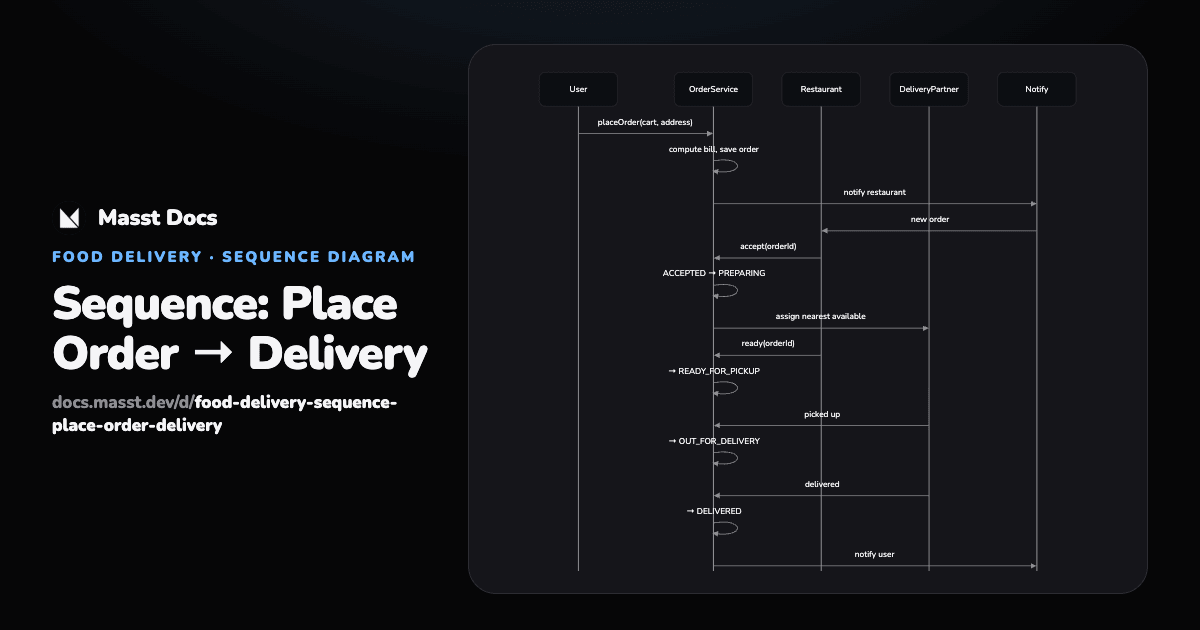 Masst Docs
FOOD DELIVERY · SEQUENCE DIAGRAM
Sequence: Place
Order → Delivery
docs.masst.dev/d/food-delivery-sequence-
place-order-delivery
User
OrderService
Restaurant
DeliveryPartner
Notify
placeOrder(cart, address)
compute bill, save order
notify restaurant
new order
accept(orderId)
ACCEPTED → PREPARING
assign nearest available
ready(orderId)
→ READY_FOR_PICKUP
picked up
→ OUT_FOR_DELIVERY
delivered
→ DELIVERED
notify user